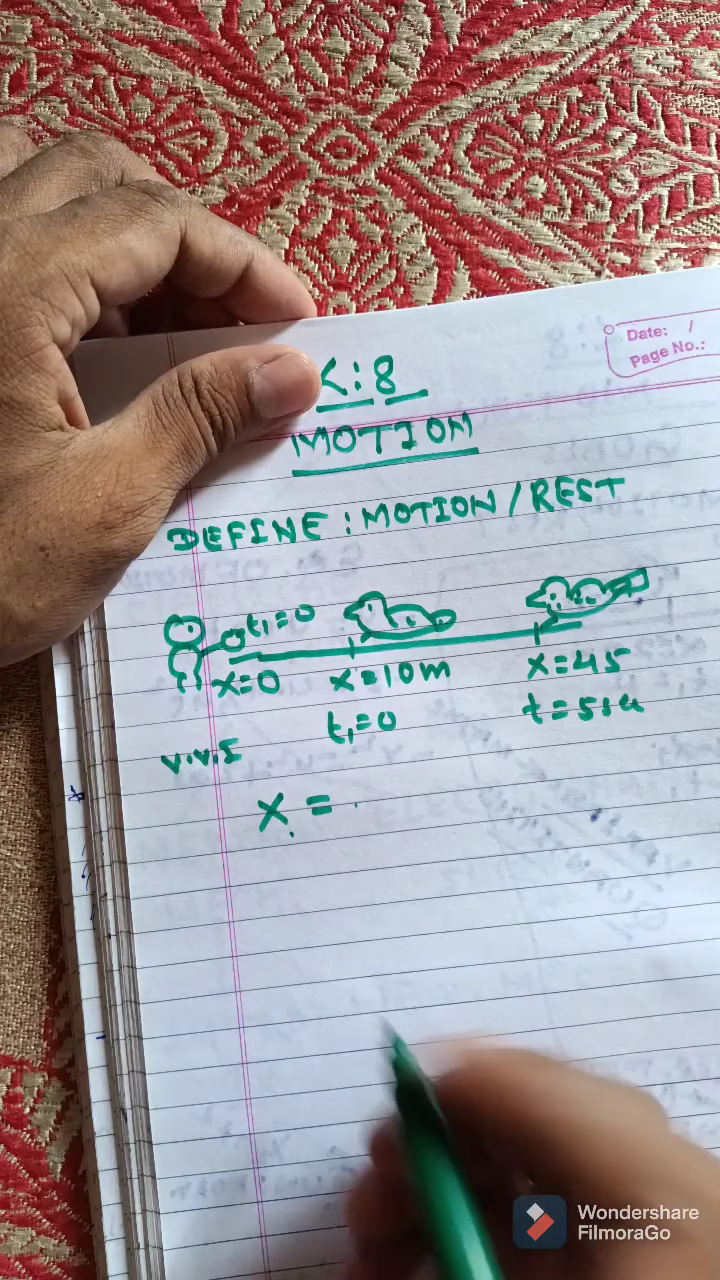 Date: /
Page No.:
L:8
MOTION
DEFINE: MOTION / REST
t₁=0
x=0 x=10m x=45
t₁=0 t=5
V.V.I
x. =
Wondershare
FilmoraGo